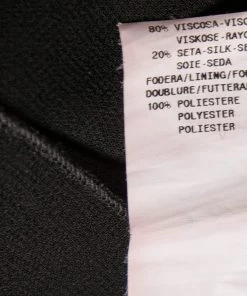 80% VISCOSA-VISC
VISKOSE-RAYO
20% SETA-SILK-SE
SOIE-SEDA
FODERA/LINING/FO
DOUBLURE/FUTTERA
100% POLIESTERE
POLYESTER
POLIESTER